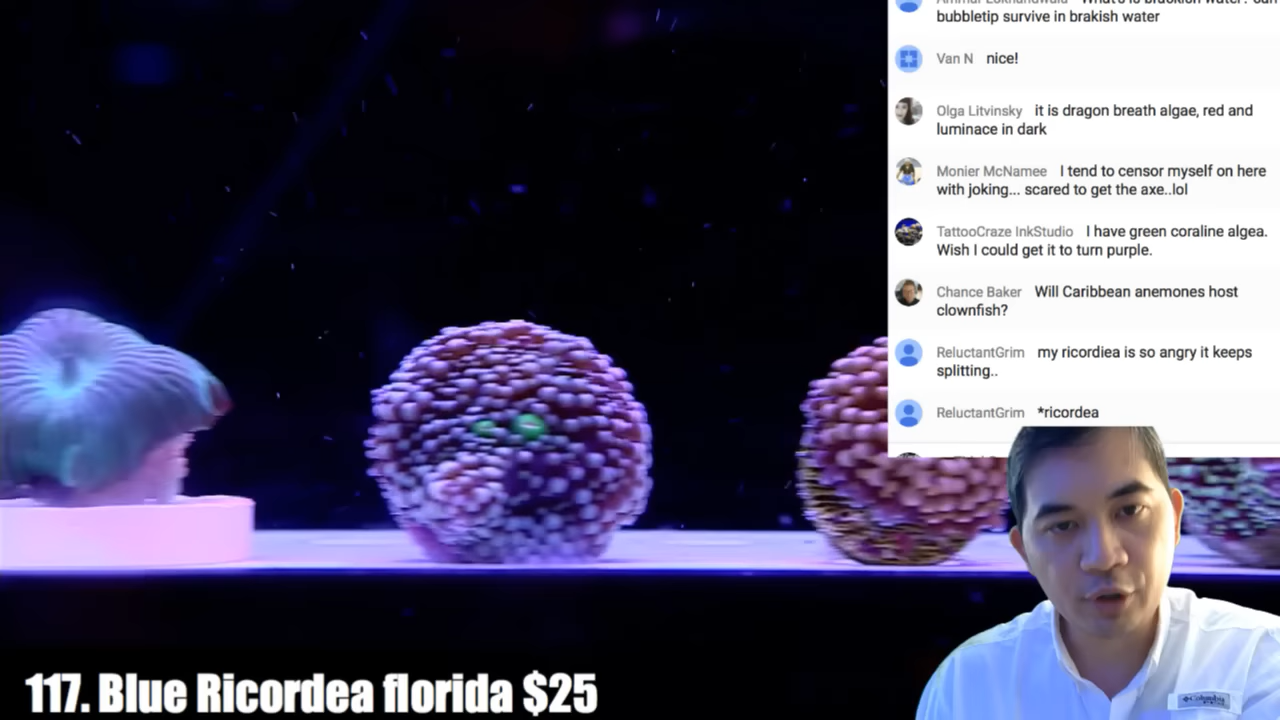 bubbletip survive in brakish water
Van N nice!
Olga Litvinsky it is dragon breath algae, red and
luminace in dark
Monier McNamee I tend to censor myself on here
with joking... scared to get the axe..lol
TattooCraze InkStudio I have green coraline algea.
Wish I could get it to turn purple.
Chance Baker Will Caribbean anemones host
clownfish?
ReluctantGrim my ricordiea is so angry it keeps
splitting..
ReluctantGrim *ricordea
Columbia
117. Blue Ricordea florida $25